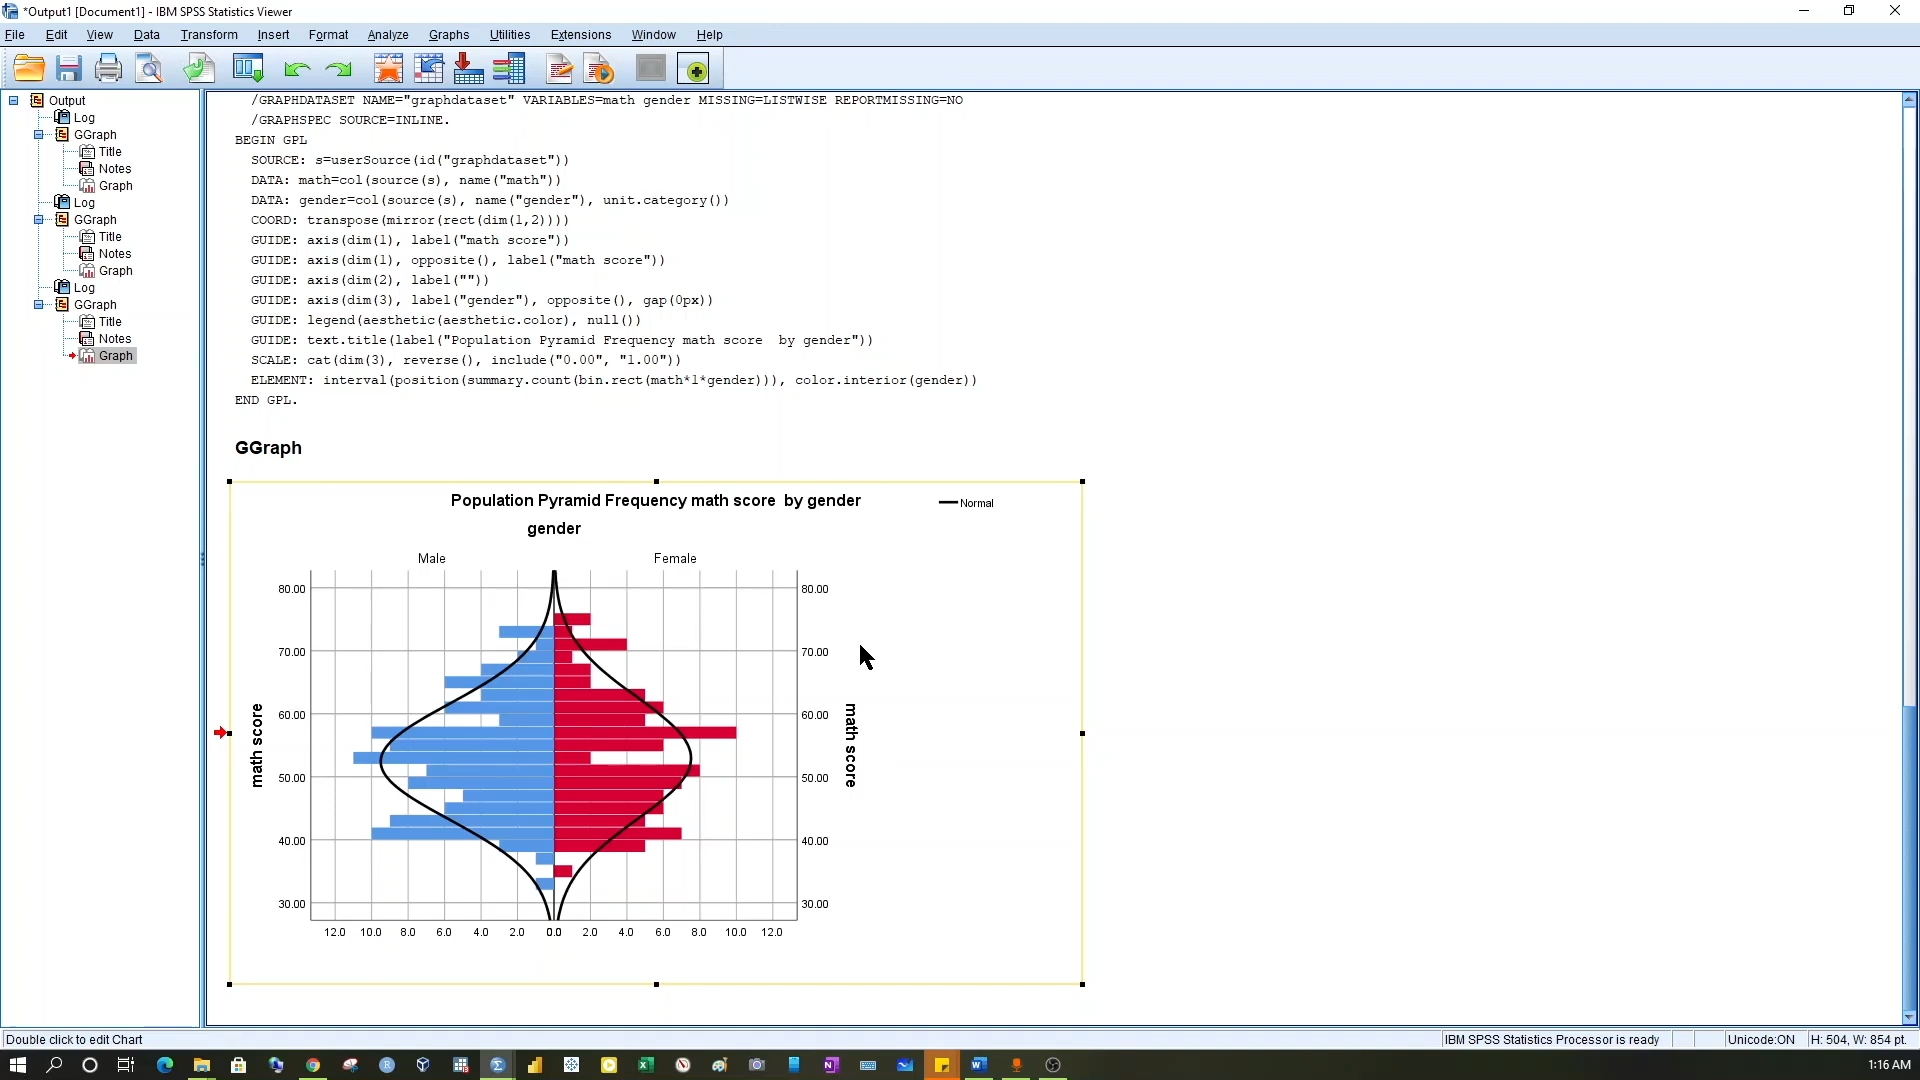 *Output1 [Document1] - IBM SPSS Statistics Viewer
File Edit View Data Transform Insert Format Analyze Graphs Utilities Extensions Window Help
Output
Log
GGraph
Title
Notes
Graph
Log
GGraph
Title
Notes
Graph
Log
GGraph
Title
Notes
Graph
/GRAPHDATASET NAME="graphdataset" VARIABLES=math gender MISSING=LISTWISE REPORTMISSING=NO
/GRAPHSPEC SOURCE=INLINE.
BEGIN GPL
SOURCE: s=userSource(id("graphdataset"))
DATA: math=col(source(s), name("math"))
DATA: gender=col(source(s), name("gender"), unit.category())
COORD: transpose(mirror(rect(dim(1,2))))
GUIDE: axis(dim(1), label("math score"))
GUIDE: axis(dim(1), opposite(), label("math score"))
GUIDE: axis(dim(2), label(""))
GUIDE: axis(dim(3), label("gender"), opposite(), gap(0px))
GUIDE: legend(aesthetic(aesthetic.color), null())
GUIDE: text.title(label("Population Pyramid Frequency math score  by gender"))
SCALE: cat(dim(3), reverse(), include("0.00", "1.00"))
ELEMENT: interval(position(summary.count(bin.rect(math*1*gender))), color.interior(gender))
END GPL.
GGraph
Population Pyramid Frequency math score  by gender
Normal
gender
Male Female
80.00 80.00
70.00 70.00
60.00 60.00
50.00 50.00
40.00 40.00
30.00 30.00
math score
math score
12.0 10.0 8.0 6.0 4.0 2.0 0.0 2.0 4.0 6.0 8.0 10.0 12.0
Double click to edit Chart
IBM SPSS Statistics Processor is ready
Unicode:ON
H: 504, W: 854 pt.
1:16 AM